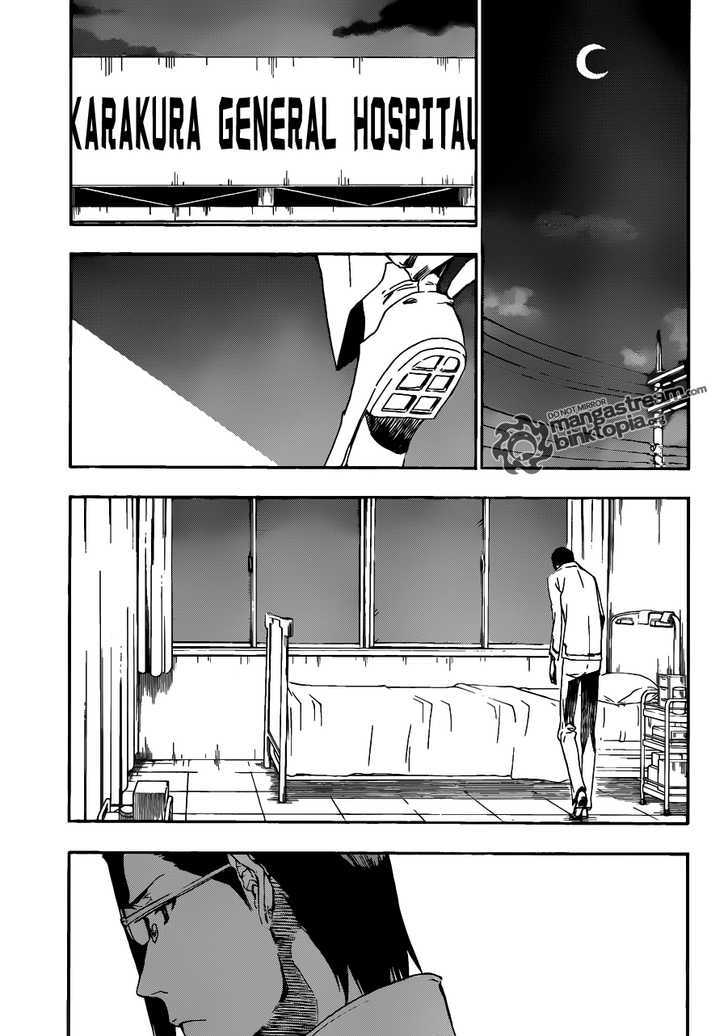 KARAKURA GENERAL HOSPITAL
DO NOT MIRROR
mangastream.com
binktopia.org